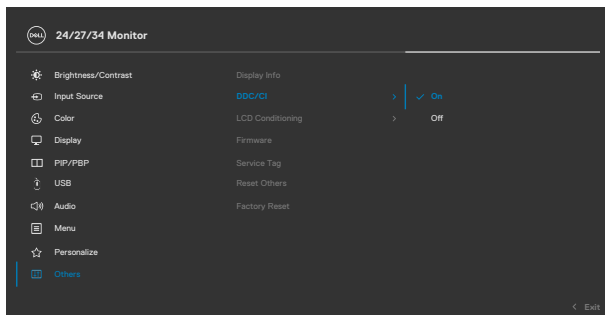 DELL 24/27/34 Monitor
Brightness/Contrast Display Info
Input Source DDC/CI > ✓ On
Color LCD Conditioning > Off
Display Firmware
PIP/PBP Service Tag
USB Reset Others
Audio Factory Reset
Menu
Personalize
Others
< Exit